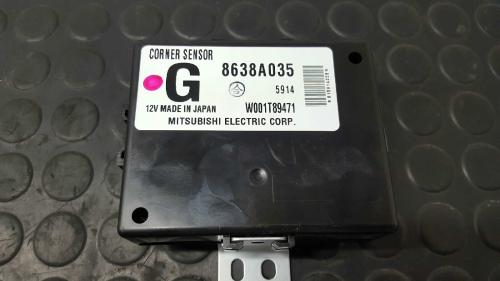 CORNER SENSOR
G
8638A035
5914
12V MADE IN JAPAN
W001T89471
MITSUBISHI ELECTRIC CORP.